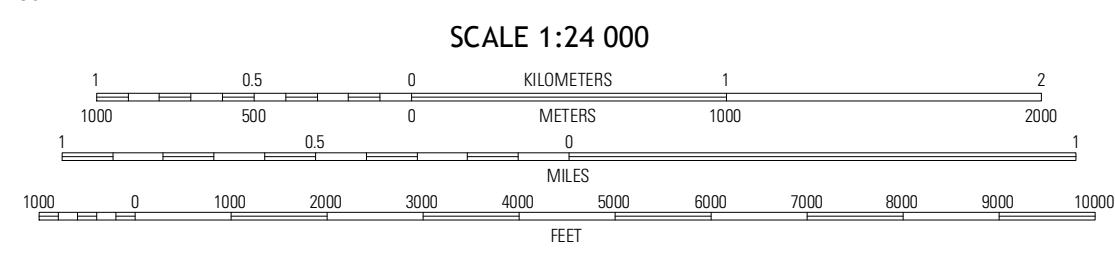 SCALE 1:24 000
1 0.5 0 KILOMETERS 1 2
1000 500 0 METERS 1000 2000
1 0.5 0 1
MILES
1000 0 1000 2000 3000 4000 5000 6000 7000 8000 9000 10000
FEET